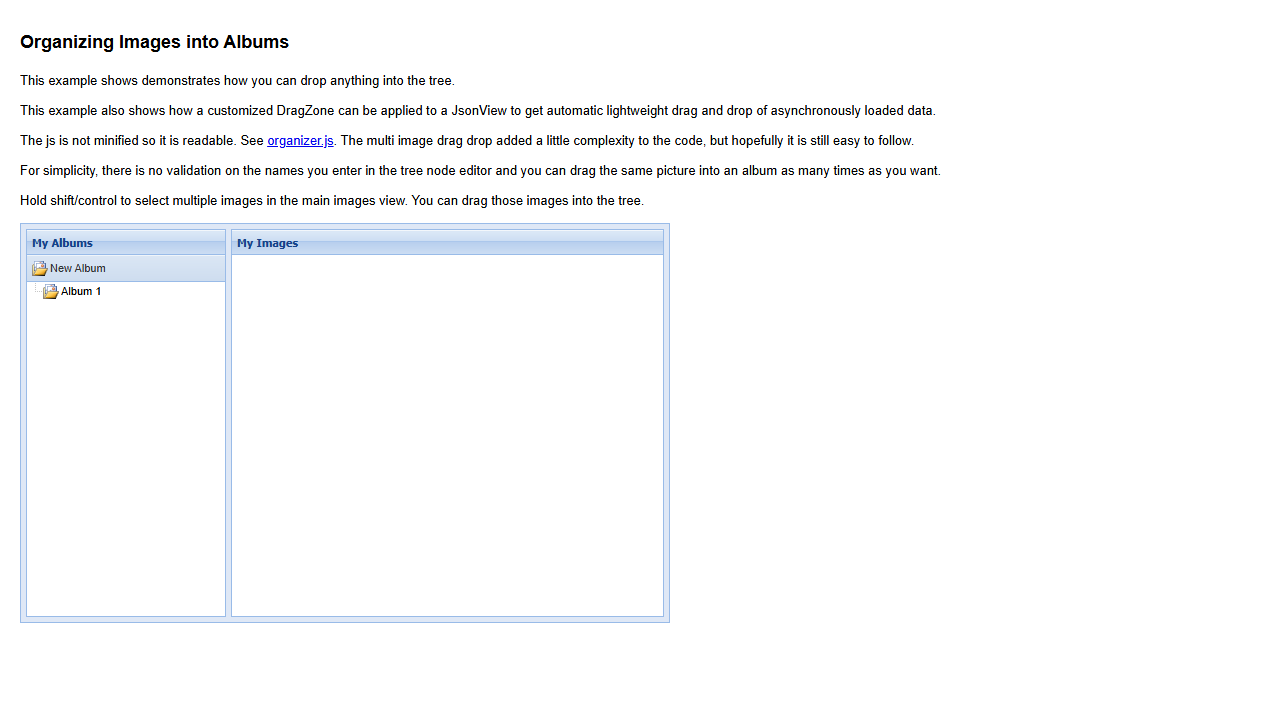 Organizing Images into Albums
This example shows demonstrates how you can drop anything into the tree.
This example also shows how a customized DragZone can be applied to a JsonView to get automatic lightweight drag and drop of asynchronously loaded data.
The js is not minified so it is readable. See organizer.js. The multi image drag drop added a little complexity to the code, but hopefully it is still easy to follow.
For simplicity, there is no validation on the names you enter in the tree node editor and you can drag the same picture into an album as many times as you want.
Hold shift/control to select multiple images in the main images view. You can drag those images into the tree.
My Albums
New Album
Album 1
My Images